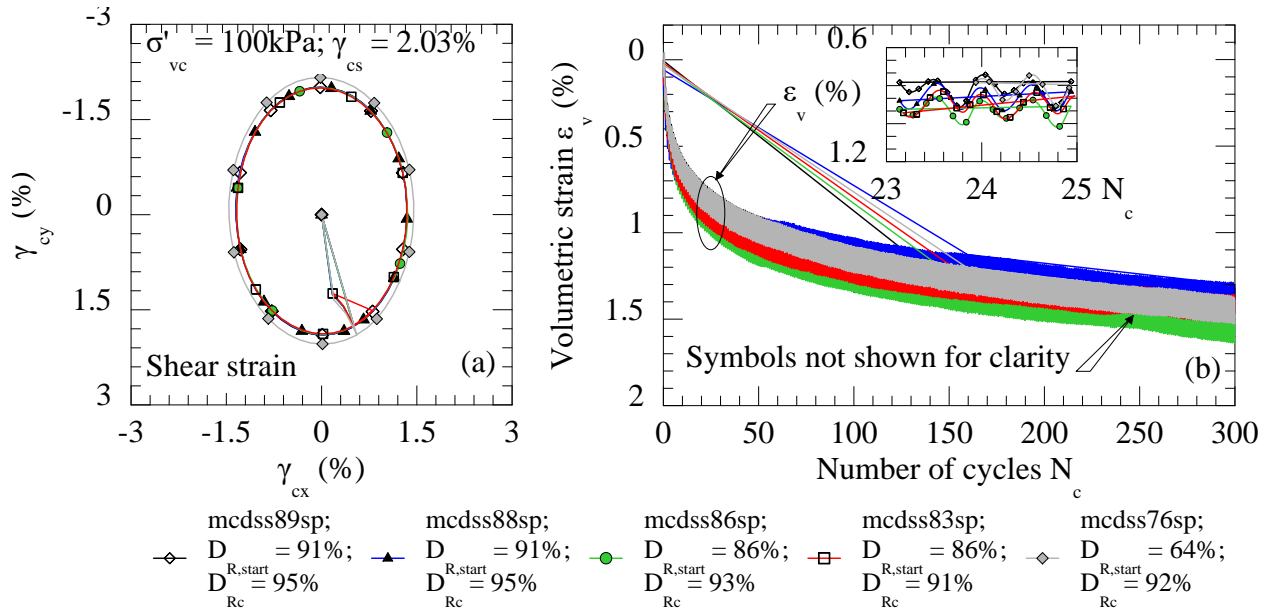 -3
-1.5
0
1.5
3
γcy (%)
σ'vc = 100kPa; γcs = 2.03%
Shear strain
(a)
-3 -1.5 0 1.5 3
γcx (%)
0
0.5
1
1.5
2
Volumetric strain εv (%)
εv (%)
0.6
1.2
23 24 25 Nc
Symbols not shown for clarity
(b)
0 50 100 150 200 250 300
Number of cycles Nc
mcdss89sp;
DR,start = 91%;
DRc = 95%
mcdss88sp;
DR,start = 91%;
DRc = 95%
mcdss86sp;
DR,start = 86%;
DRc = 93%
mcdss83sp;
DR,start = 86%;
DRc = 91%
mcdss76sp;
DR,start = 64%;
DRc = 92%